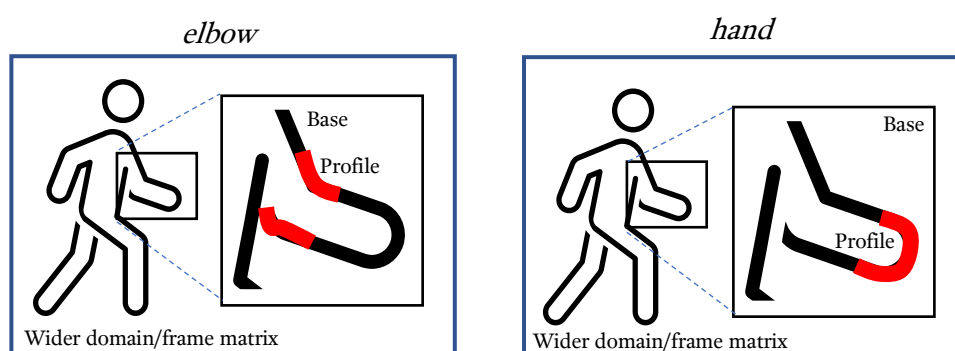 elbow
Base
Profile
Wider domain/frame matrix
hand
Base
Profile
Wider domain/frame matrix